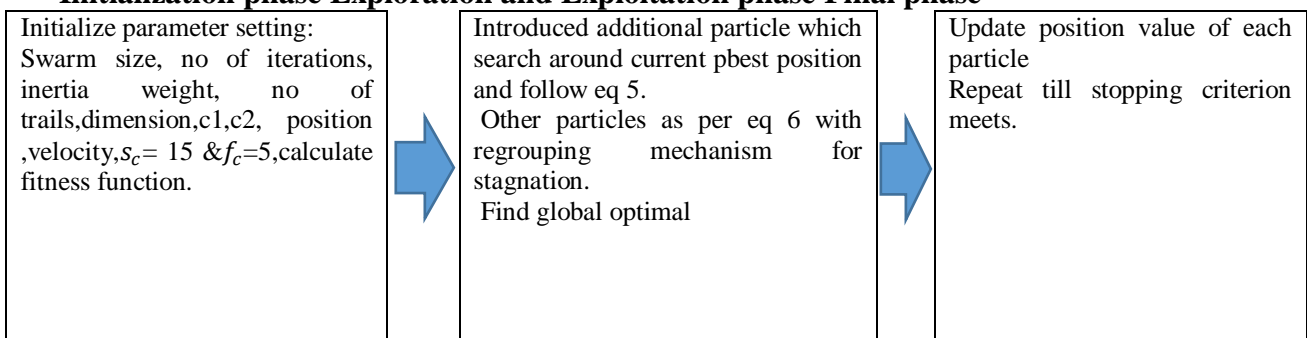 Initialization phase Exploration and Exploitation phase Final phase
Initialize parameter setting:
Swarm size, no of iterations,
inertia weight, no of
trails,dimension,c1,c2, position
,velocity,𝑠𝑐= 15 &𝑓𝑐=5,calculate
fitness function.
Introduced additional particle which
search around current pbest position
and follow eq 5.
Other particles as per eq 6 with
regrouping mechanism for
stagnation.
Find global optimal
Update position value of each
particle
Repeat till stopping criterion
meets.